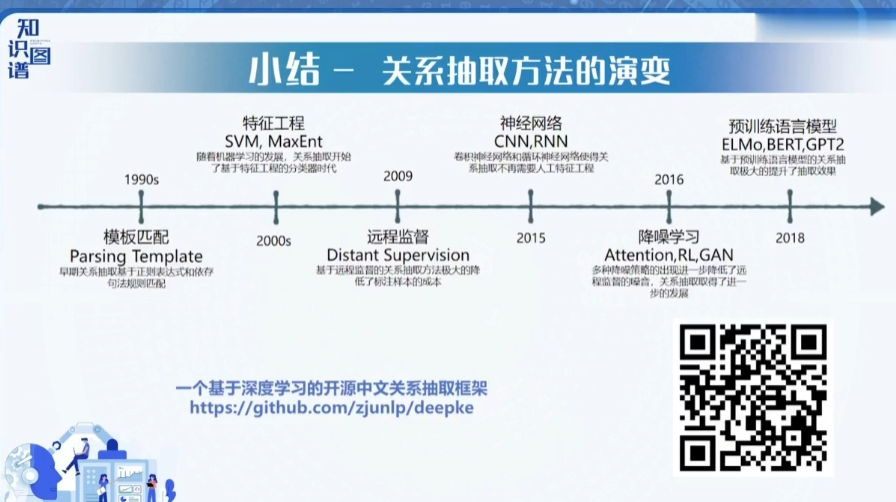 知识图谱
小结 – 关系抽取方法的演变
特征工程
SVM, MaxEnt
随着机器学习的发展，关系抽取开始
了基于特征工程的分类器时代
神经网络
CNN,RNN
卷积神经网络和循环神经网络使得关
系抽取不再需要人工特征工程
预训练语言模型
ELMo,BERT,GPT2
基于预训练语言模型的关系抽
取极大的提升了抽取效果
1990s
2009
2016
模板匹配
Parsing Template
早期关系抽取基于正则表达式和依存
句法规则匹配
2000s
远程监督
Distant Supervision
基于远程监督的关系抽取方法极大的降
低了标注样本的成本
2015
降噪学习
Attention,RL,GAN
多种降噪策略的出现进一步降低了远
程监督的噪音，关系抽取取得了进一
步的发展
2018
一个基于深度学习的开源中文关系抽取框架
https://github.com/zjunlp/deepke